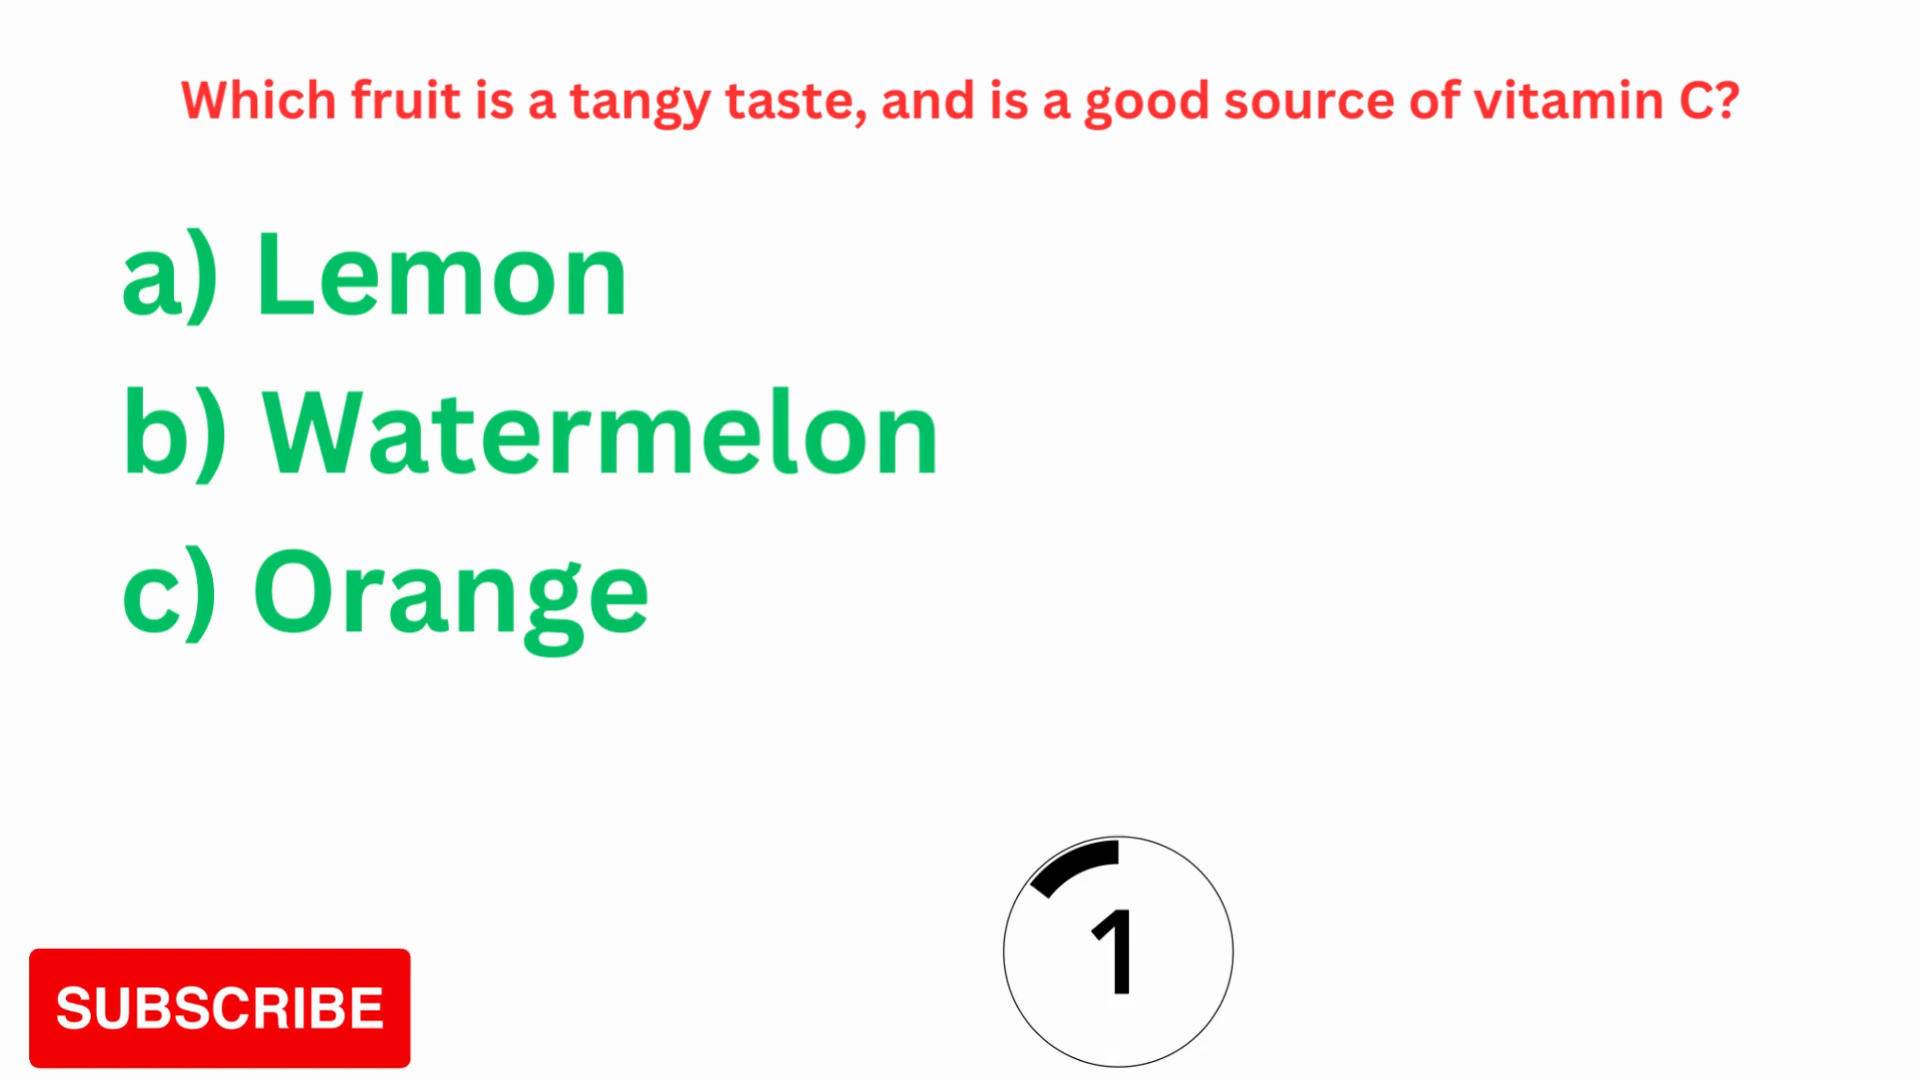 Which fruit is a tangy taste, and is a good source of vitamin C?
a) Lemon
b) Watermelon
c) Orange
1
SUBSCRIBE